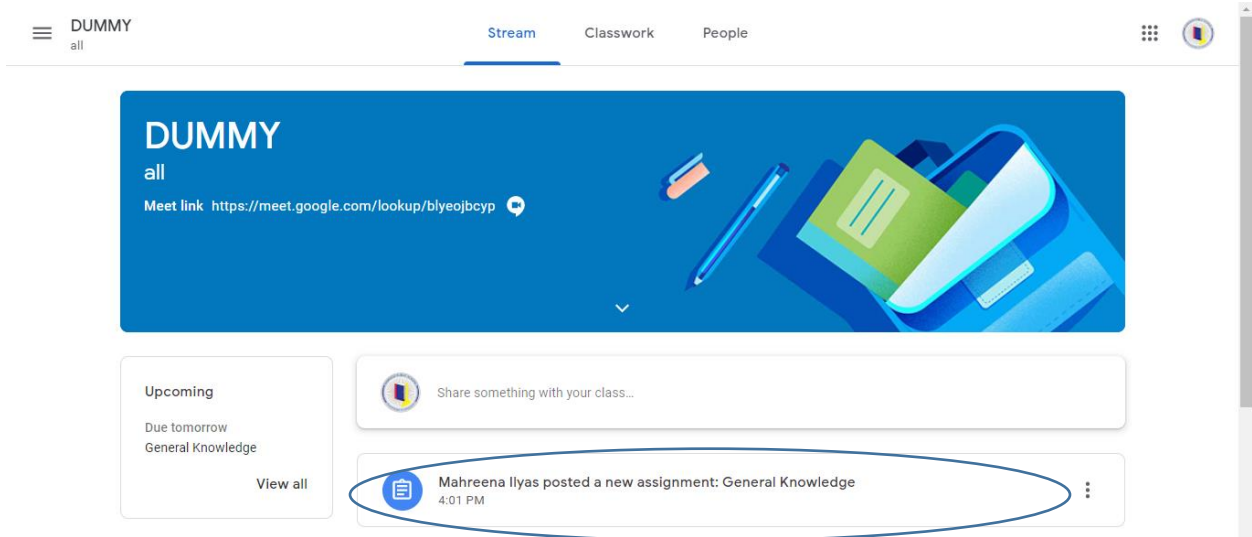 DUMMY
all
Stream
Classwork
People
DUMMY
all
Meet link https://meet.google.com/lookup/blyeojbcyp
Upcoming
Due tomorrow
General Knowledge
View all
Share something with your class...
Mahreena Ilyas posted a new assignment: General Knowledge
4:01 PM